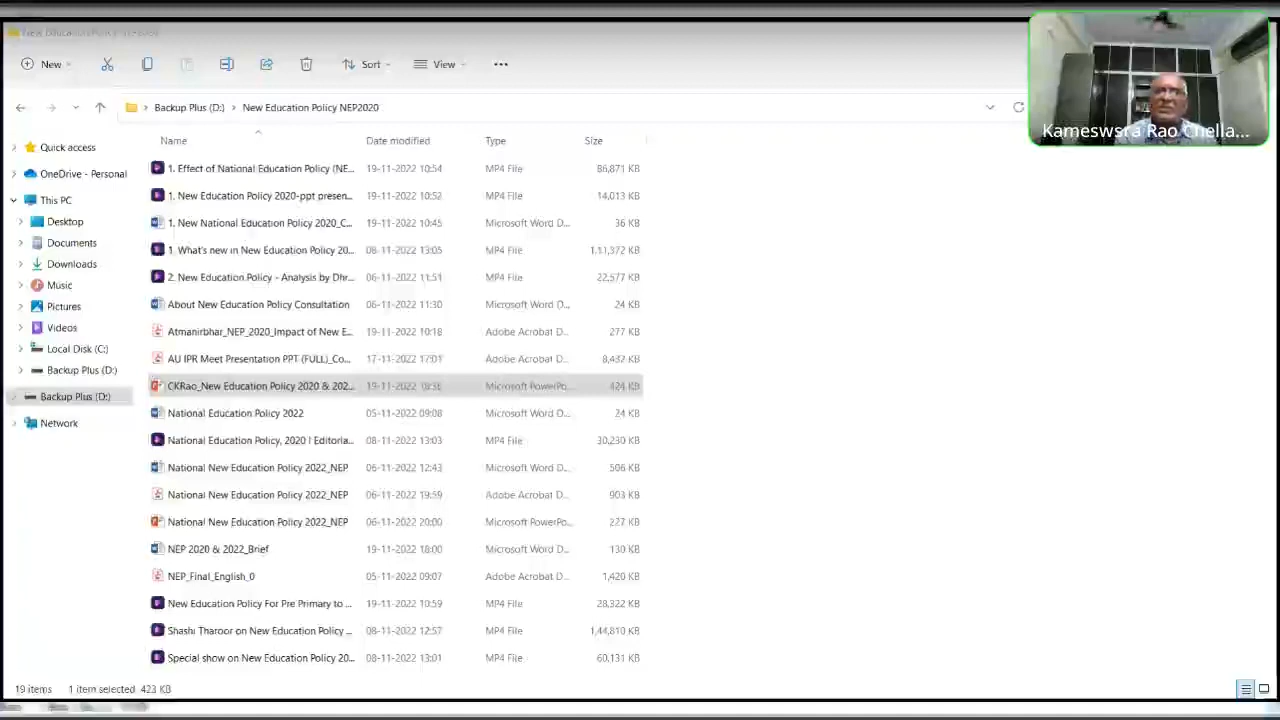 New Education Policy NEP2020
New
Sort
View
Backup Plus (D:) > New Education Policy NEP2020
Kameswsra Rao Chella...
Name Date modified Type Size
Quick access
OneDrive - Personal
This PC
Desktop
Documents
Downloads
Music
Pictures
Videos
Local Disk (C:)
Backup Plus (D:)
Backup Plus (D:)
Network
1. Effect of National Education Policy (NE... 19-11-2022 10:54 MP4 File 86,871 KB
1. New Education Policy 2020-ppt presen... 19-11-2022 10:52 MP4 File 14,013 KB
1. New National Education Policy 2020_C... 19-11-2022 10:45 Microsoft Word D... 36 KB
1. What's new in New Education Policy 20... 08-11-2022 13:05 MP4 File 1,11,372 KB
2. New Education Policy - Analysis by Dhr... 06-11-2022 11:51 MP4 File 22,577 KB
About New Education Policy Consultation 06-11-2022 11:30 Microsoft Word D... 24 KB
Atmanirbhar_NEP_2020_Impact of New E... 19-11-2022 10:18 Adobe Acrobat D... 277 KB
AU IPR Meet Presentation PPT (FULL)_Co... 17-11-2022 17:01 Adobe Acrobat D... 8,432 KB
CKRao_New Education Policy 2020 & 202... 19-11-2022 Microsoft PowerPo... 424 KB
National Education Policy 2022 05-11-2022 09:08 Microsoft Word D... 24 KB
National Education Policy, 2020 I Editoria... 08-11-2022 13:03 MP4 File 30,230 KB
National New Education Policy 2022_NEP 06-11-2022 12:43 Microsoft Word D... 506 KB
National New Education Policy 2022_NEP 06-11-2022 19:59 Adobe Acrobat D... 903 KB
National New Education Policy 2022_NEP 06-11-2022 20:00 Microsoft PowerPo... 227 KB
NEP 2020 & 2022_Brief 19-11-2022 18:00 Microsoft Word D... 130 KB
NEP_Final_English_0 05-11-2022 09:07 Adobe Acrobat D... 1,420 KB
New Education Policy For Pre Primary to ... 19-11-2022 10:59 MP4 File 28,322 KB
Shashi Tharoor on New Education Policy ... 08-11-2022 12:57 MP4 File 1,44,810 KB
Special show on New Education Policy 20... 08-11-2022 13:01 MP4 File 60,131 KB
19 items 1 item selected 423 KB